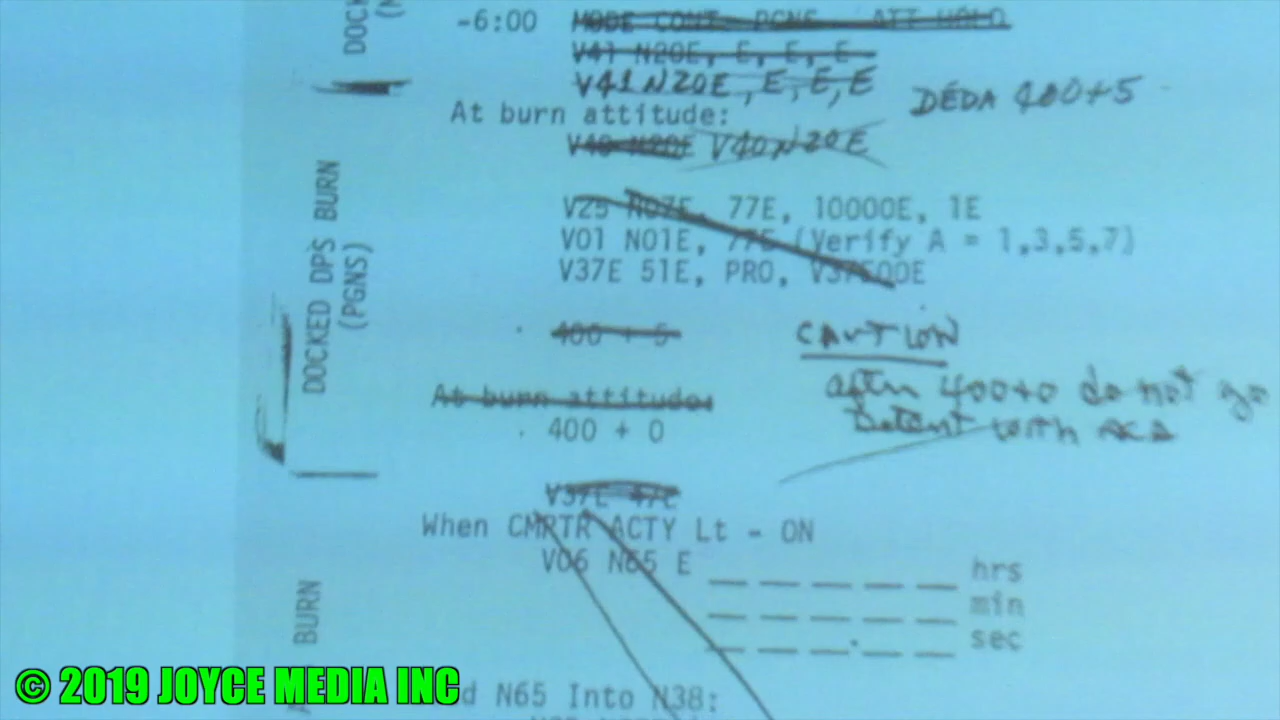 DOCK
-6:00 MODE CONT: PGNS - ATT HOLD
V41 N20E, E, E, E
V41N20E, E, E, E DEDA 400+5
At burn attitude:
V40 N20E V40N20E
DOCKED DPS BURN
(PGNS)
V25 N07E, 77E, 10000E, 1E
V01 N01E, 77E (Verify A = 1,3,5,7)
V37E 51E, PRO, V37E00E
400 + 5 CAUTION
At burn attitude: after 400+0 do not go
400 + 0 Detent with ACA
V37E 47E
When CMPTR ACTY Lt - ON
V06 N65 E _ _ _ _ _ hrs
_ _ _ _ _ min
_ _ _._ _ sec
BURN
N65 Into N38:
© 2019 JOYCE MEDIA INC